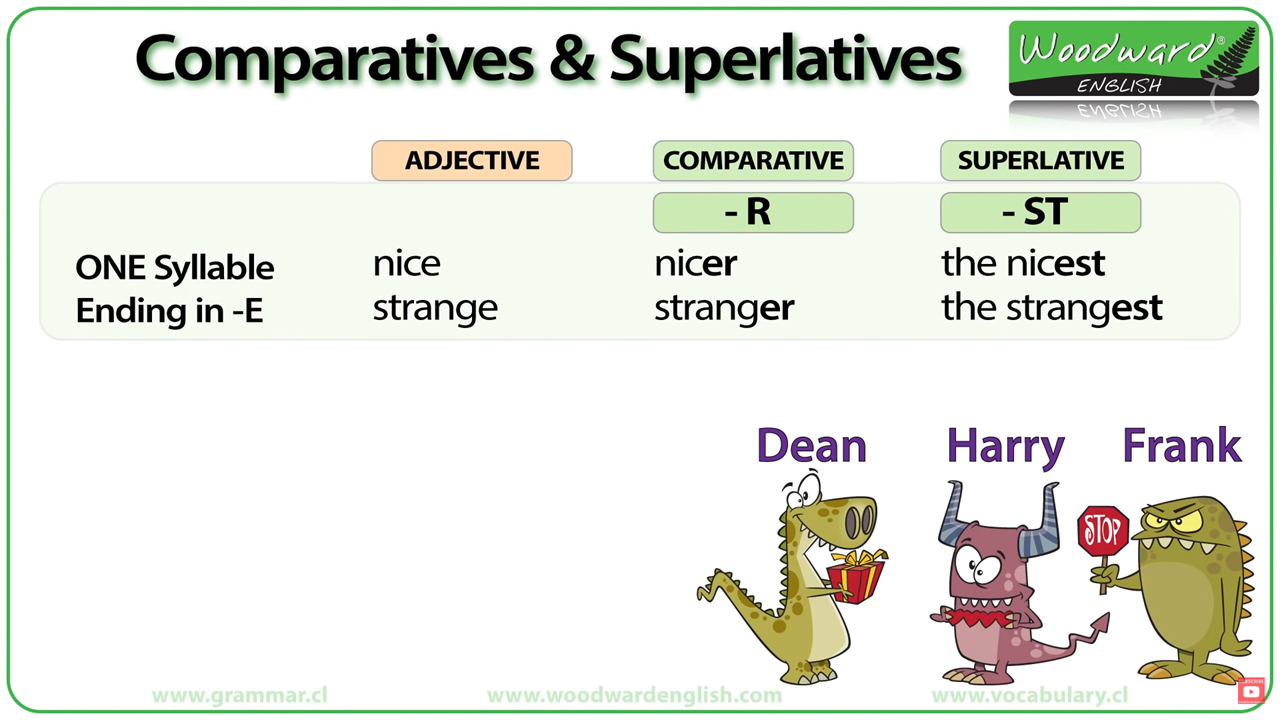 Comparatives & Superlatives
Woodward®
ENGLISH
ADJECTIVE COMPARATIVE SUPERLATIVE
- R - ST
ONE Syllable nice nicer the nicest
Ending in -E strange stranger the strangest
Dean Harry Frank
STOP
www.grammar.cl www.woodwardenglish.com www.vocabulary.cl
SUBSCRIBE